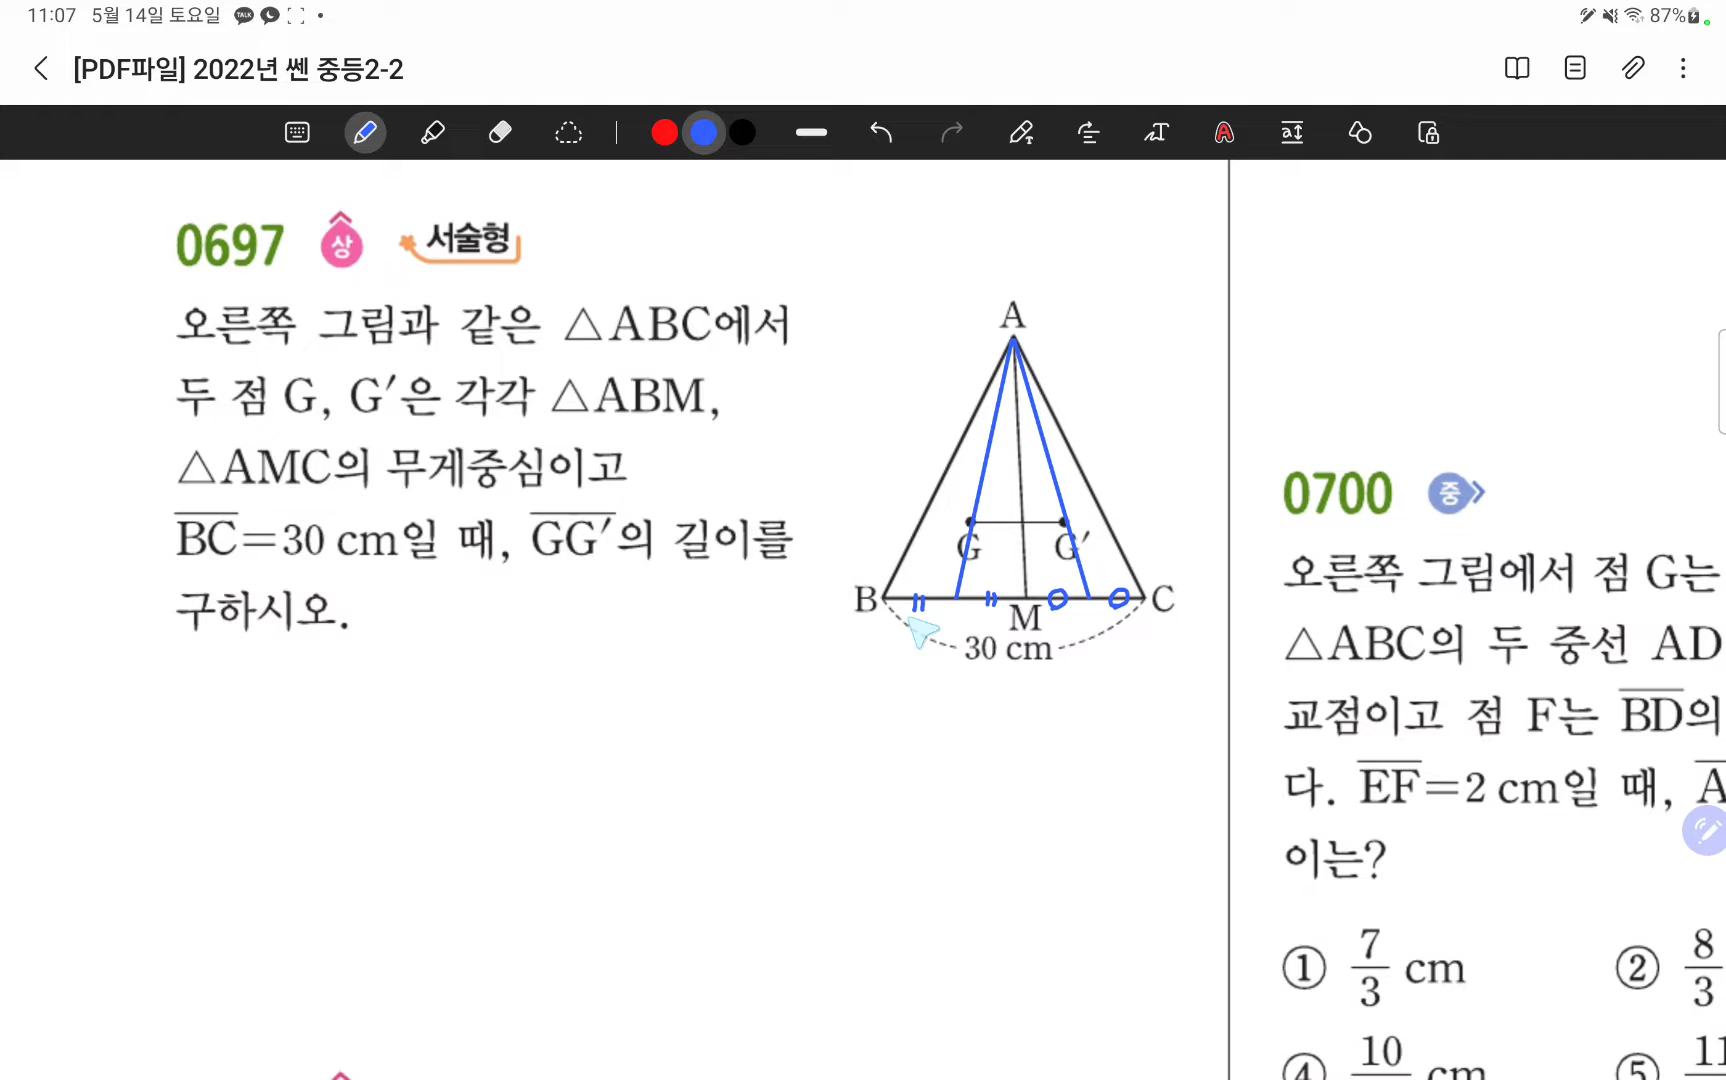 11:07 5월 14일 토요일
TALK
87%
[PDF파일] 2022년 쎈 중등2-2
0697 상 서술형
오른쪽 그림과 같은 △ABC에서
두 점 G, G′은 각각 △ABM,
△AMC의 무게중심이고
BC=30 cm일 때, GG′의 길이를
구하시오.
A
G G′
B M C
30 cm
0700 중
오른쪽 그림에서 점 G는
△ABC의 두 중선 AD
교점이고 점 F는 BD의
다. EF=2 cm일 때, A
이는?
① 7/3 cm ② 8/3
④ 10 cm ⑤ 11